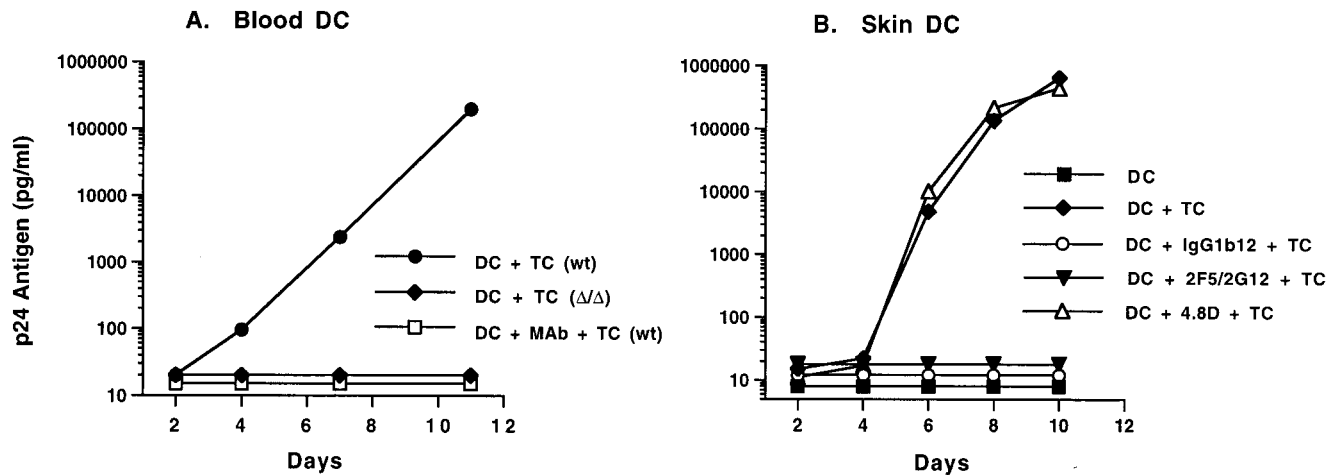 A. Blood DC
1000000
100000
10000
1000
100
10
p24 Antigen (pg/ml)
2 4 6 8 10 12
Days
DC + TC (wt)
DC + TC (Δ/Δ)
DC + MAb + TC (wt)
B. Skin DC
1000000
100000
10000
1000
100
10
2 4 6 8 10 12
Days
DC
DC + TC
DC + IgG1b12 + TC
DC + 2F5/2G12 + TC
DC + 4.8D + TC